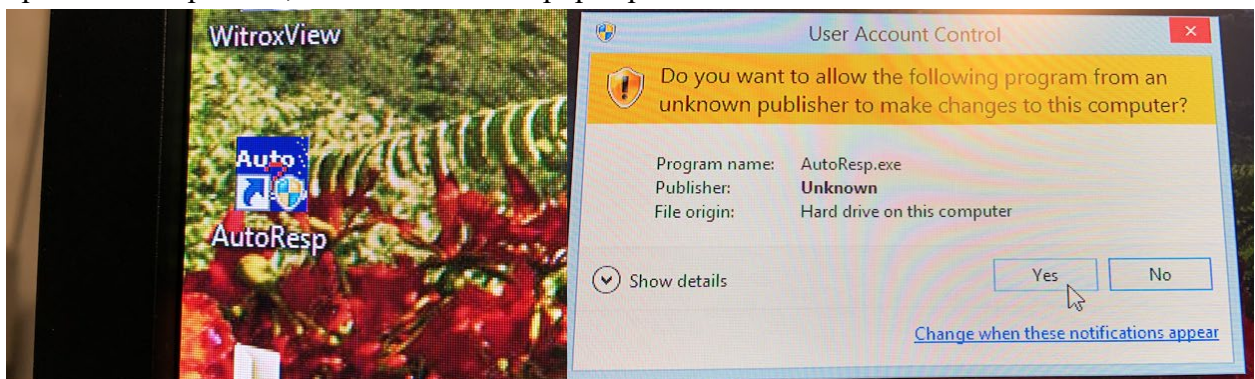 WitroxView
Auto
7
AutoResp
User Account Control
Do you want to allow the following program from an
unknown publisher to make changes to this computer?
Program name: AutoResp.exe
Publisher: Unknown
File origin: Hard drive on this computer
Show details
Yes
No
Change when these notifications appear